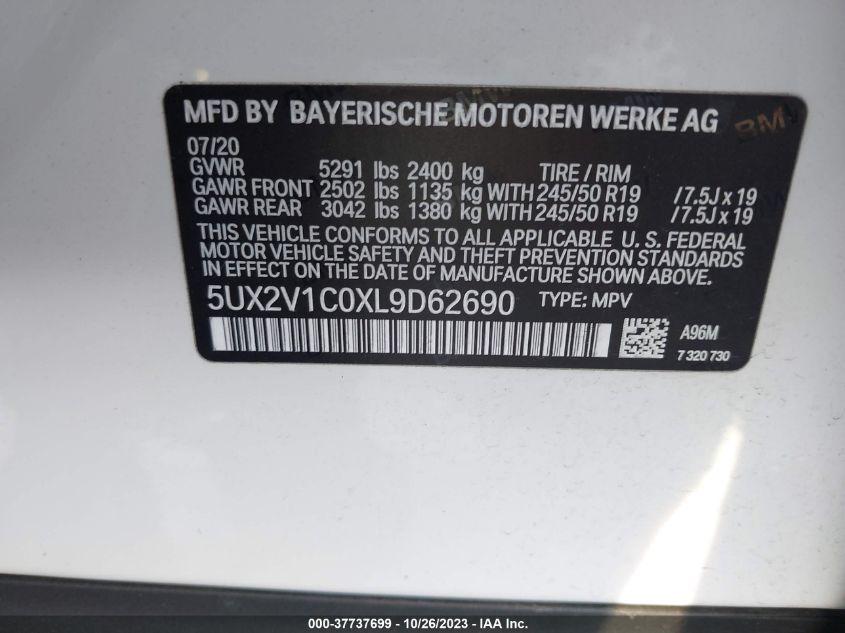 MFD BY BAYERISCHE MOTOREN WERKE AG
BMW
07/20
GVWR 5291 lbs 2400 kg TIRE / RIM
GAWR FRONT 2502 lbs 1135 kg WITH 245/50 R19 / 7.5J x 19
GAWR REAR 3042 lbs 1380 kg WITH 245/50 R19 / 7.5J x 19
THIS VEHICLE CONFORMS TO ALL APPLICABLE U. S. FEDERAL
MOTOR VEHICLE SAFETY AND THEFT PREVENTION STANDARDS
IN EFFECT ON THE DATE OF MANUFACTURE SHOWN ABOVE.
5UX2V1C0XL9D62690 TYPE: MPV
A96M
7 320 730
000-37737699 - 10/26/2023 - IAA Inc.